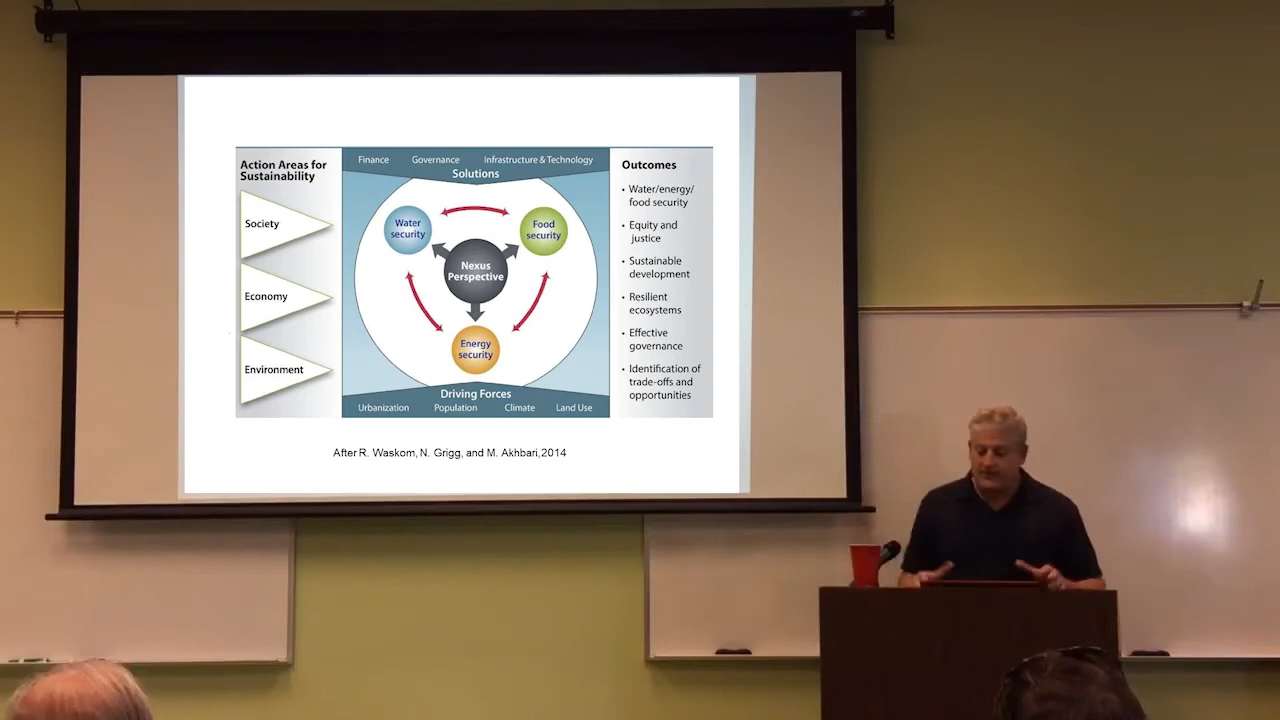 Action Areas for
Sustainability
Society
Economy
Environment
Finance Governance Infrastructure & Technology
Solutions
Water
security
Food
security
Nexus
Perspective
Energy
security
Driving Forces
Urbanization Population Climate Land Use
Outcomes
• Water/energy/
food security
• Equity and
justice
• Sustainable
development
• Resilient
ecosystems
• Effective
governance
• Identification of
trade-offs and
opportunities
After R. Waskom, N. Grigg, and M. Akhbari, 2014